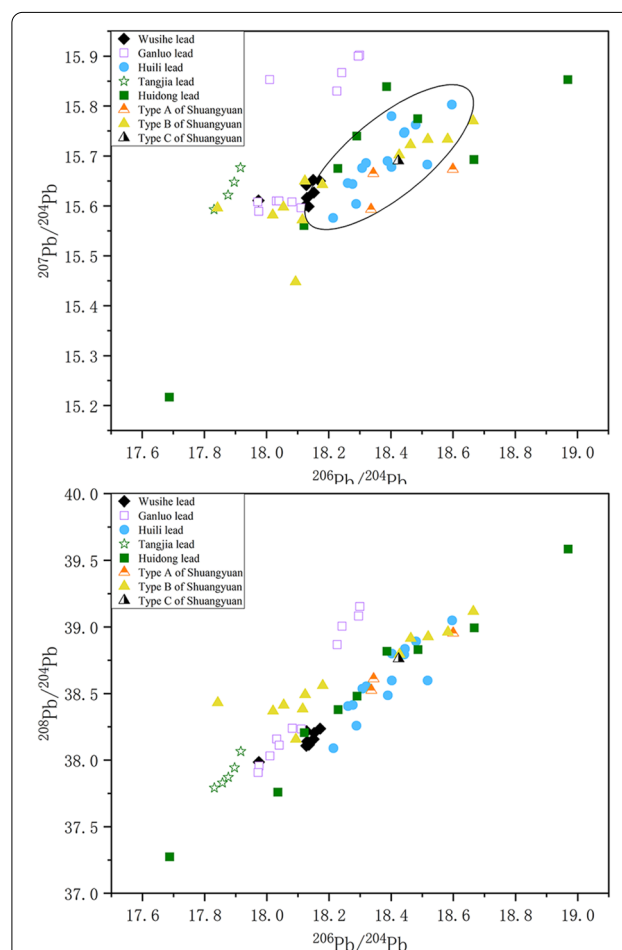 Wusihe lead
Ganluo lead
Huili lead
Tangjia lead
Huidong lead
Type A of Shuangyuan
Type B of Shuangyuan
Type C of Shuangyuan
15.9
15.8
15.7
15.6
15.5
15.4
15.3
15.2
207Pb/204Pb
17.6 17.8 18.0 18.2 18.4 18.6 18.8 19.0
206Pb/204Pb
Wusihe lead
Ganluo lead
Huili lead
Tangjia lead
Huidong lead
Type A of Shuangyuan
Type B of Shuangyuan
Type C of Shuangyuan
40.0
39.5
39.0
38.5
38.0
37.5
37.0
208Pb/204Pb
17.6 17.8 18.0 18.2 18.4 18.6 18.8 19.0
206Pb/204Pb